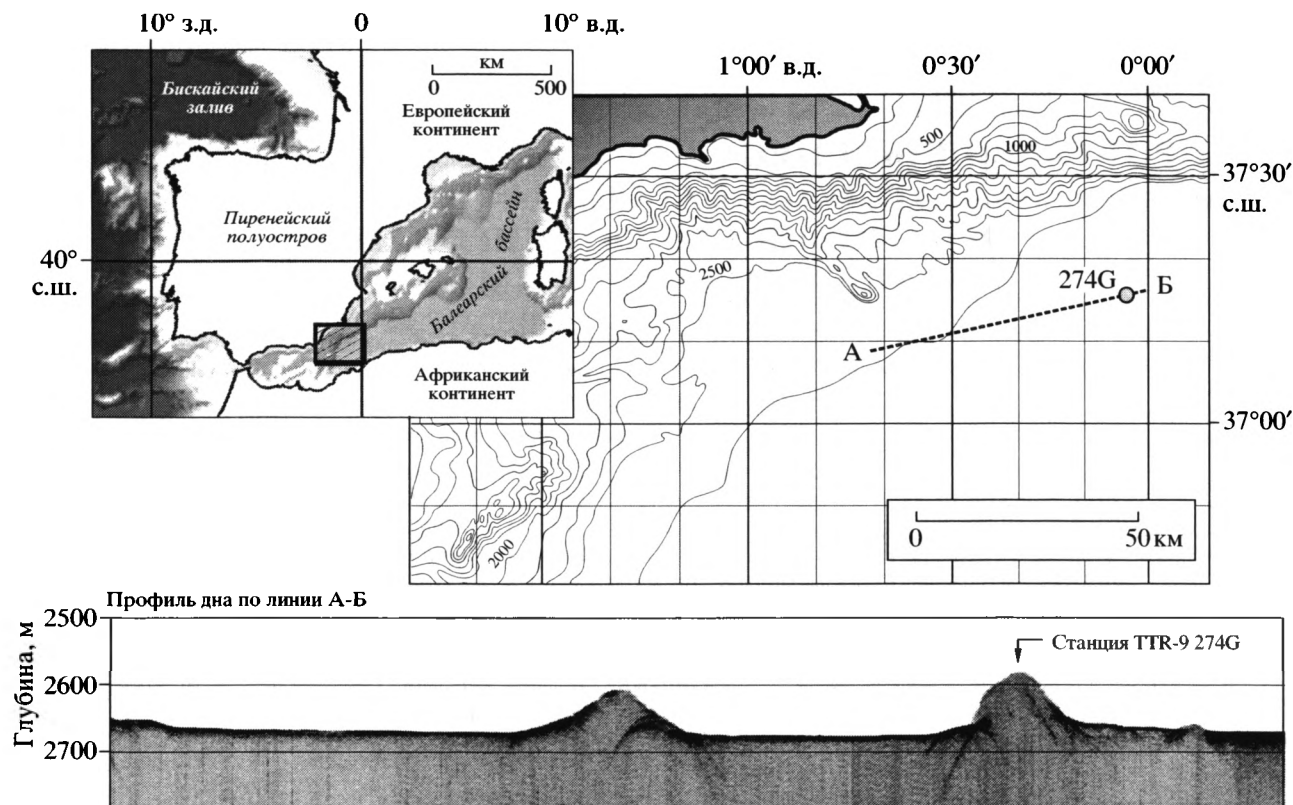 10° з.д.
0
10° в.д.
км
0
500
Бискайский
залив
Европейский
континент
Пиренейский
полуостров
Балеарский бассейн
40°
с.ш.
Африканский
континент
1°00′ в.д.
0°30′
0°00′
500
1000
37°30′
с.ш.
2500
274G
Б
А
37°00′
с.ш.
2000
0
50 км
Профиль дна по линии А-Б
Глубина, м
2500
2600
2700
Станция TTR-9 274G